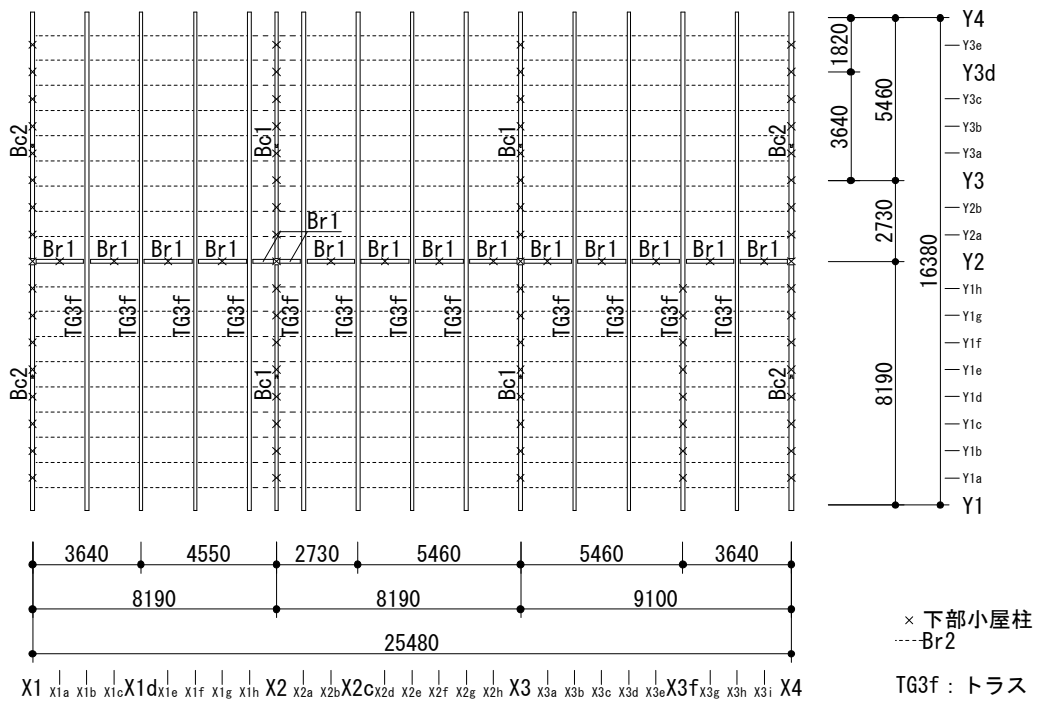 Bc2
Bc1
Bc1
Bc2
Br1
Br1 Br1 Br1 Br1 Br1 Br1 Br1 Br1 Br1 Br1 Br1 Br1 Br1
TG3f TG3f TG3f TG3f TG3f TG3f TG3f TG3f TG3f TG3f TG3f
Bc2
Bc1
Bc1
Bc2
1820
3640
5460
2730
8190
16380
Y4
Y3e
Y3d
Y3c
Y3b
Y3a
Y3
Y2b
Y2a
Y2
Y1h
Y1g
Y1f
Y1e
Y1d
Y1c
Y1b
Y1a
Y1
3640 4550 2730 5460 5460 3640
8190 8190 9100
25480
X1 X1a X1b X1c X1d X1e X1f X1g X1h X2 X2a X2b X2c X2d X2e X2f X2g X2h X3 X3a X3b X3c X3d X3e X3f X3g X3h X3i X4
× 下部小屋柱
----Br2
TG3f : トラス